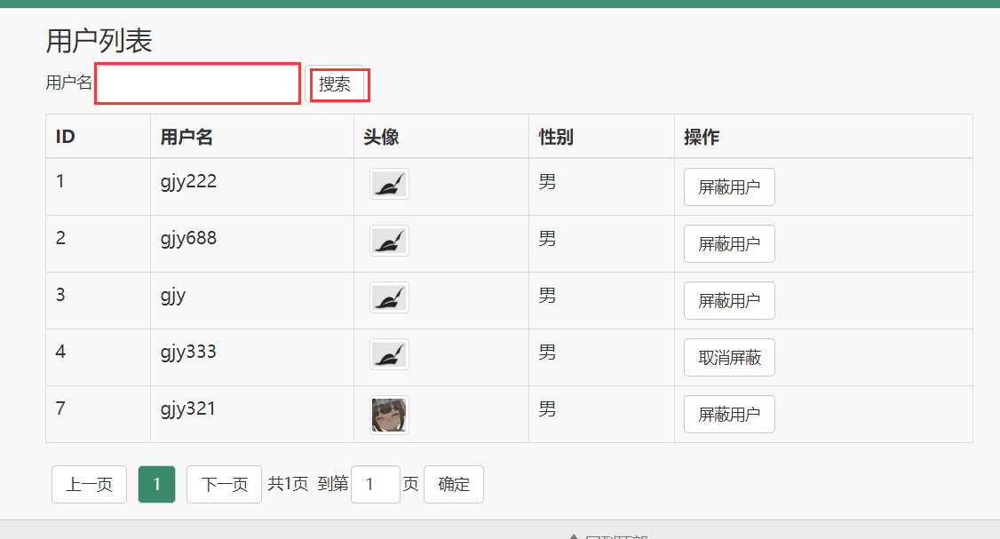 用户列表
用户名 搜索
ID 用户名 头像 性别 操作
1 gjy222 男 屏蔽用户
2 gjy688 男 屏蔽用户
3 gjy 男 屏蔽用户
4 gjy333 男 取消屏蔽
7 gjy321 男 屏蔽用户
上一页 1 下一页 共1页 到第 1 页 确定